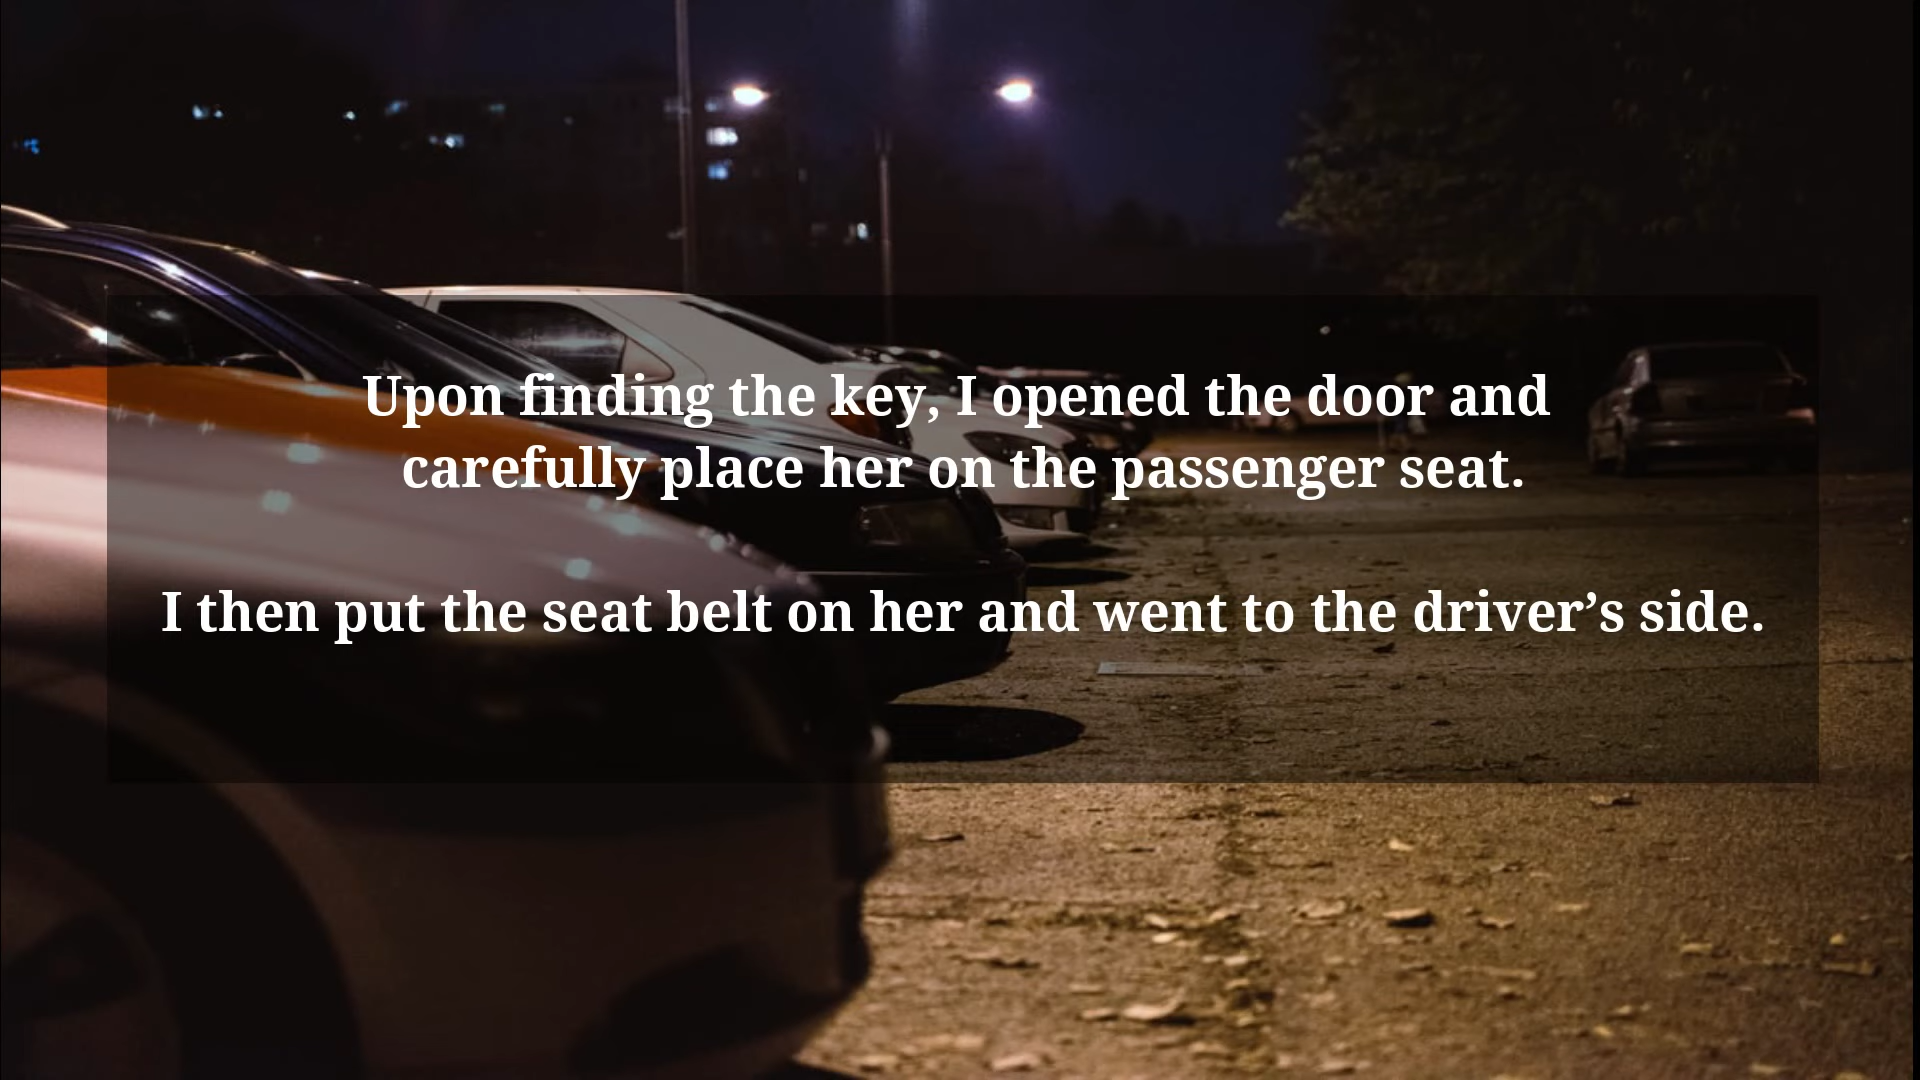 Upon finding the key, I opened the door and
carefully place her on the passenger seat.
I then put the seat belt on her and went to the driver’s side.